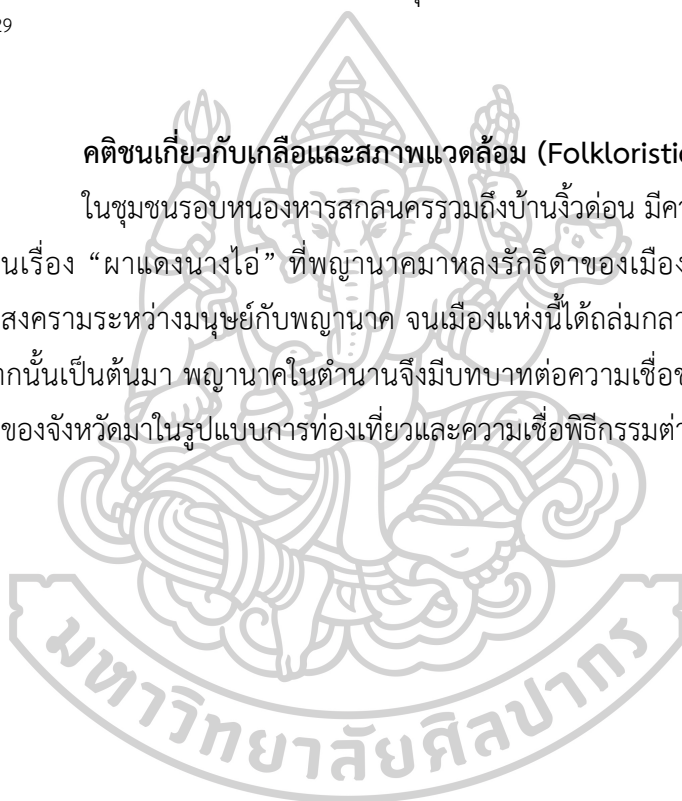 29
คติชนเกี่ยวกับเกลือและสภาพแวดล้อม (Folkloristic
ในชุมชนรอบหนองหารสกลนครรวมถึงบ้านงิ้วด่อน มีคว
นเรื่อง “ผาแดงนางไอ่” ที่พญานาคมาหลงรักธิดาของเมือง
สงครามระหว่างมนุษย์กับพญานาค จนเมืองแห่งนี้ได้ถล่มกลา
ากนั้นเป็นต้นมา พญานาคในตำนานจึงมีบทบาทต่อความเชื่อข
ของจังหวัดมาในรูปแบบการท่องเที่ยวและความเชื่อพิธีกรรมต่า
มหาวิทยาลัยศิลปากร